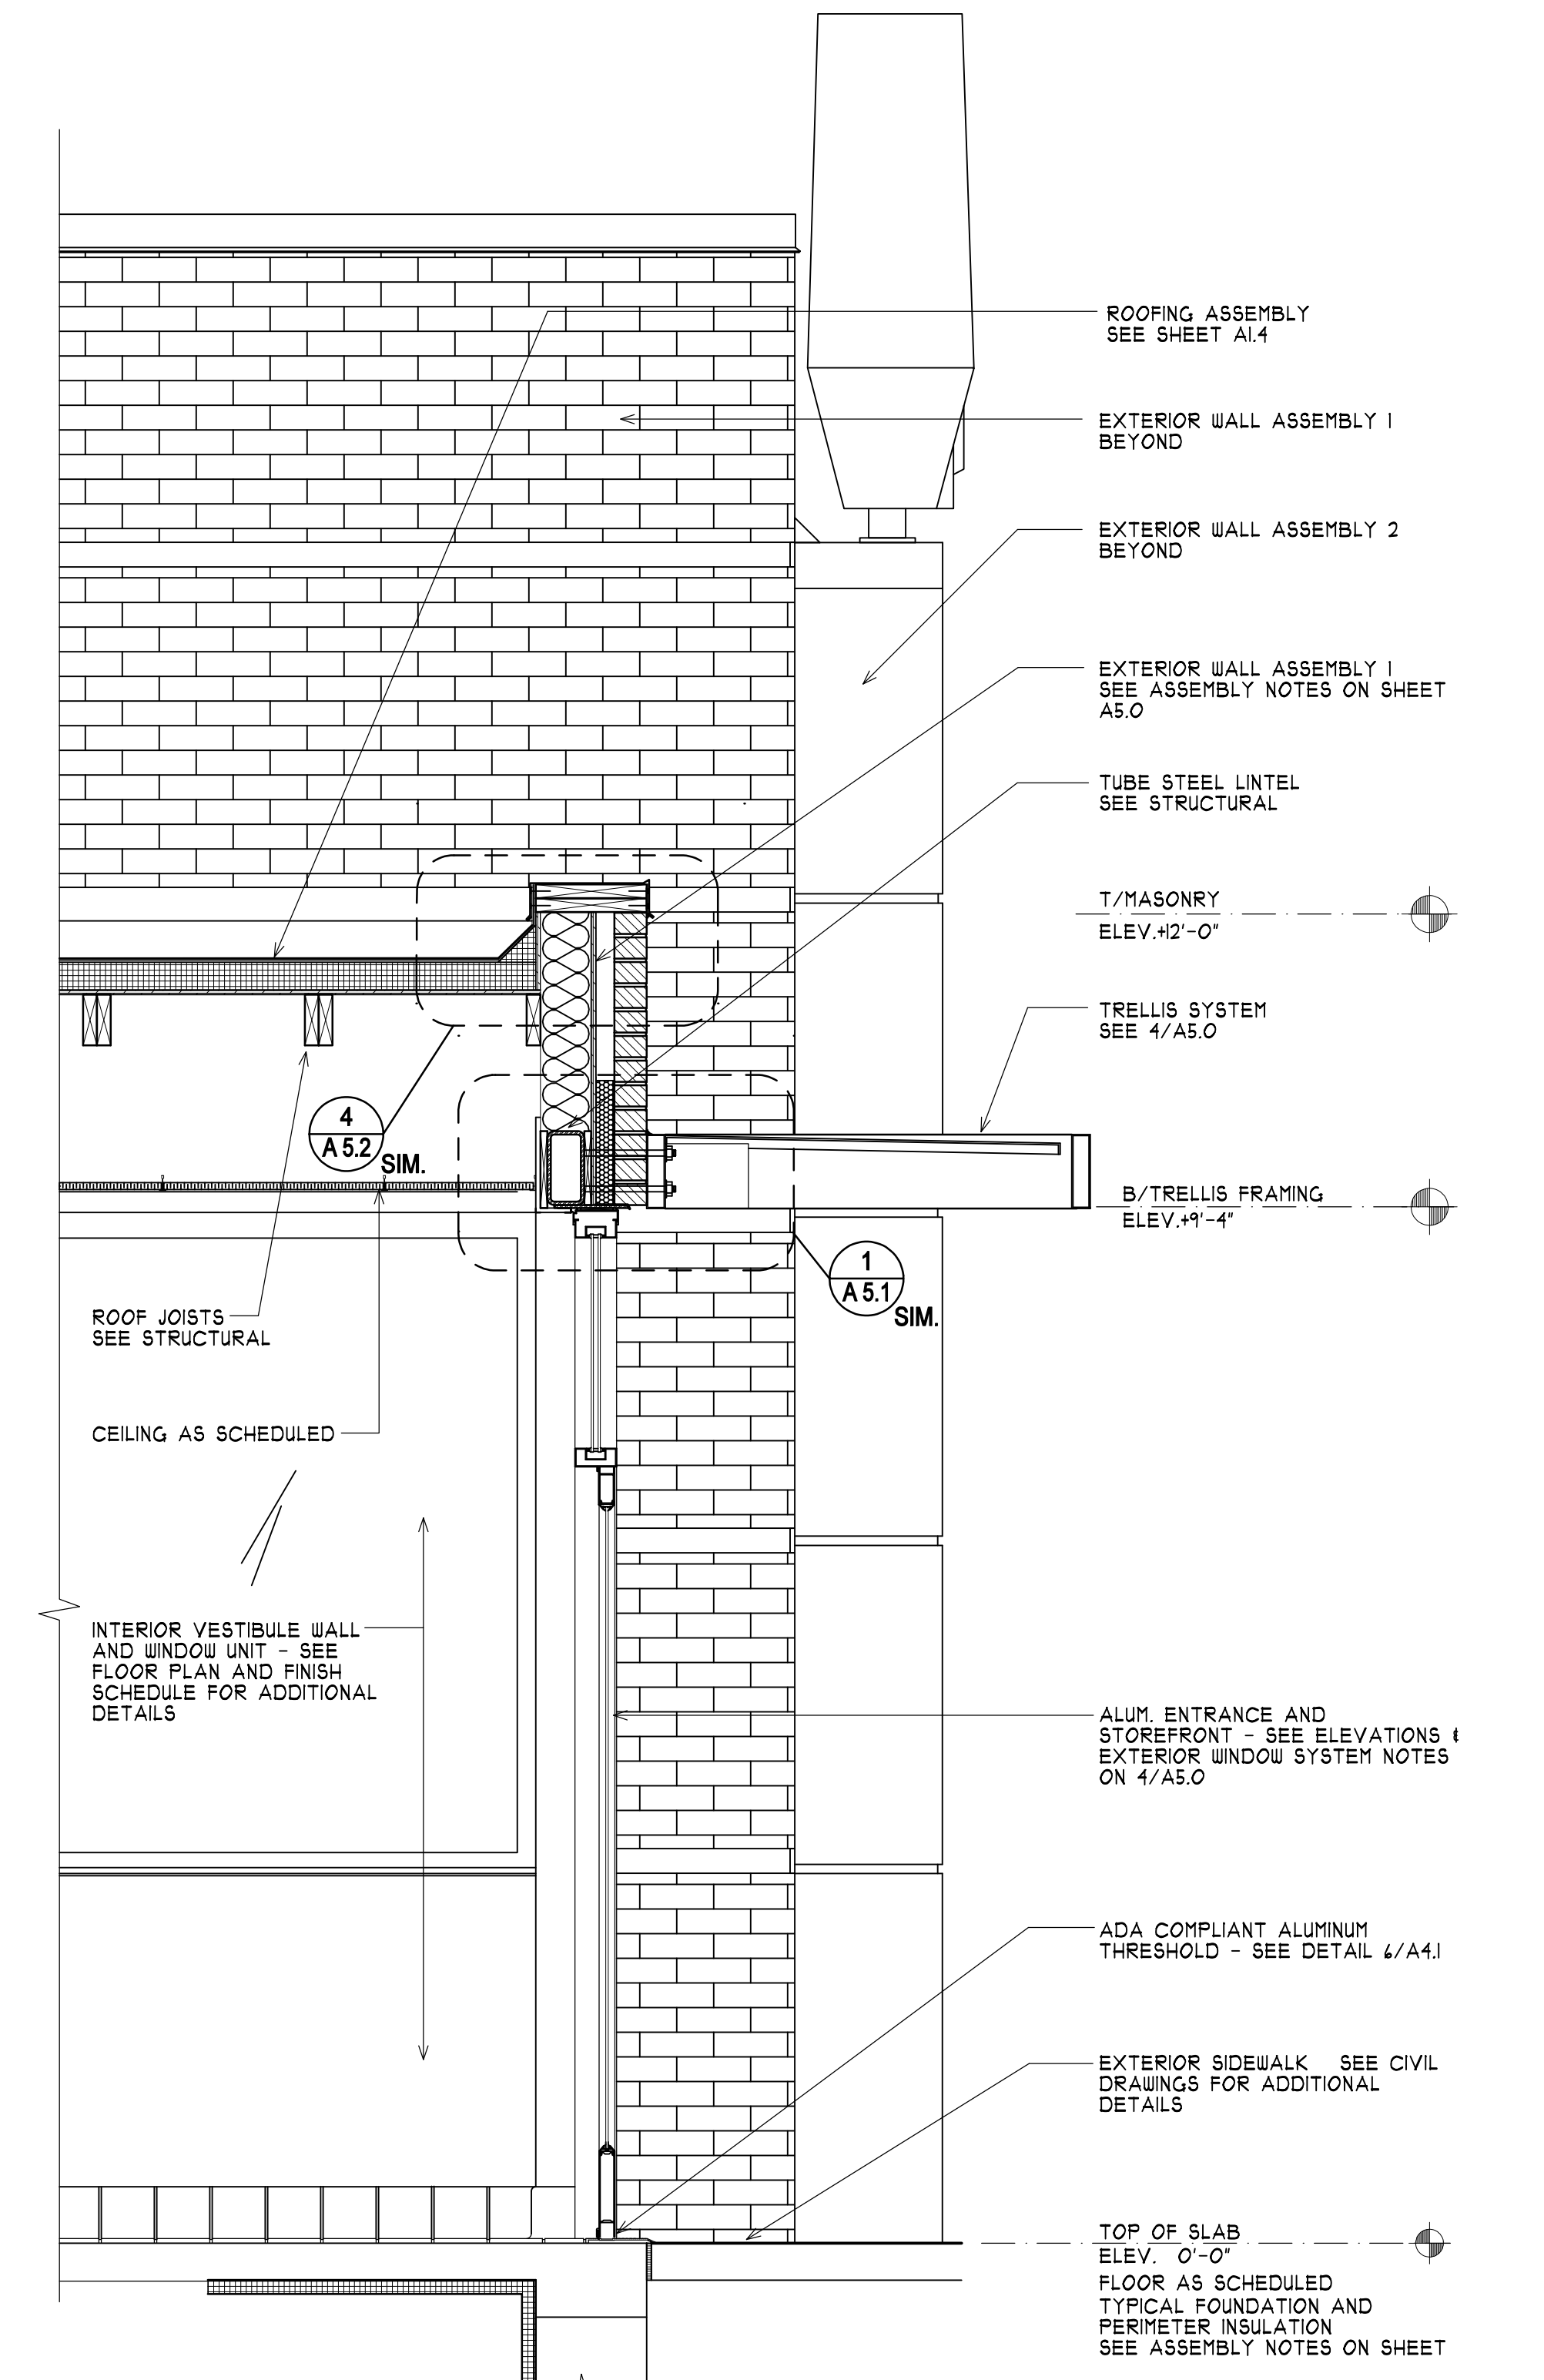 ROOFING ASSEMBLY
SEE SHEET A1.4
EXTERIOR WALL ASSEMBLY 1
BEYOND
EXTERIOR WALL ASSEMBLY 2
BEYOND
EXTERIOR WALL ASSEMBLY 1
SEE ASSEMBLY NOTES ON SHEET
A5.0
TUBE STEEL LINTEL
SEE STRUCTURAL
T/MASONRY
ELEV.+12'-0"
TRELLIS SYSTEM
SEE 4/A5.0
4
A 5.2
SIM.
B/TRELLIS FRAMING
ELEV.+9'-4"
1
A 5.1
SIM.
ROOF JOISTS
SEE STRUCTURAL
CEILING AS SCHEDULED
INTERIOR VESTIBULE WALL
AND WINDOW UNIT - SEE
FLOOR PLAN AND FINISH
SCHEDULE FOR ADDITIONAL
DETAILS
ALUM. ENTRANCE AND
STOREFRONT - SEE ELEVATIONS &
EXTERIOR WINDOW SYSTEM NOTES
ON 4/A5.0
ADA COMPLIANT ALUMINUM
THRESHOLD - SEE DETAIL 6/A4.1
EXTERIOR SIDEWALK SEE CIVIL
DRAWINGS FOR ADDITIONAL
DETAILS
TOP OF SLAB
ELEV. 0'-0"
FLOOR AS SCHEDULED
TYPICAL FOUNDATION AND
PERIMETER INSULATION
SEE ASSEMBLY NOTES ON SHEET